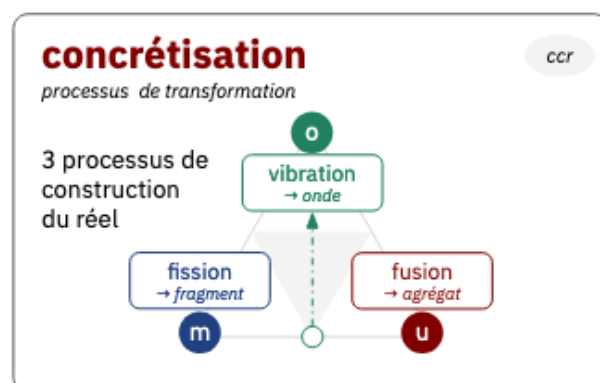 concrétisation
ccr
processus de transformation
o
3 processus de
construction
du réel
vibration
→ onde
fission
→ fragment
fusion
→ agrégat
m
u